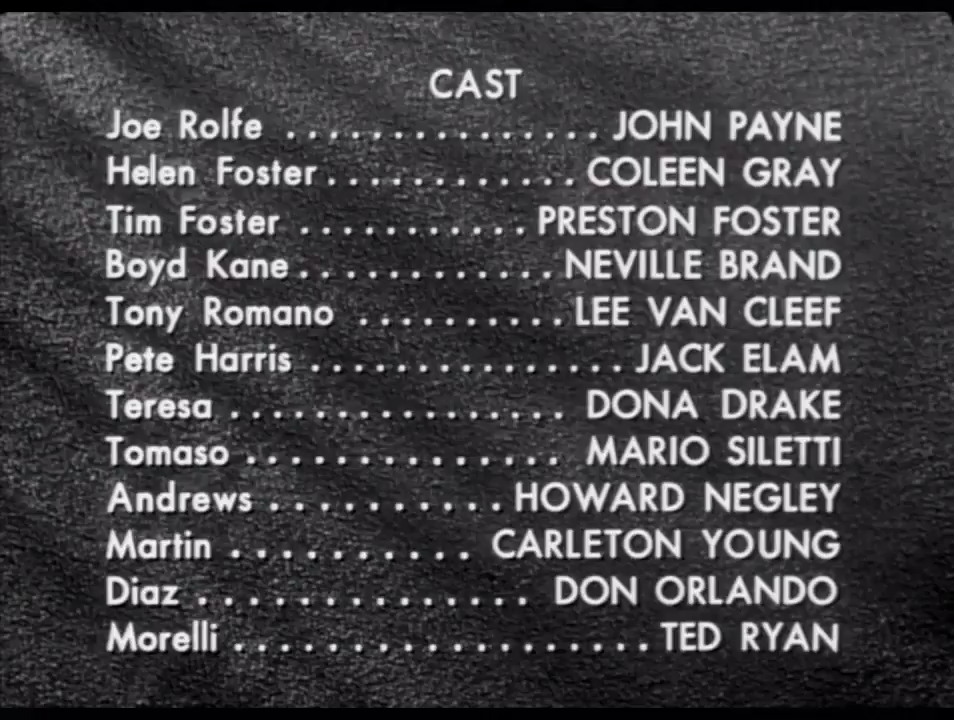 CAST
Joe Rolfe ................ JOHN PAYNE
Helen Foster ............. COLEEN GRAY
Tim Foster ............ PRESTON FOSTER
Boyd Kane ............. NEVILLE BRAND
Tony Romano ........... LEE VAN CLEEF
Pete Harris ................ JACK ELAM
Teresa ................. DONA DRAKE
Tomaso ............... MARIO SILETTI
Andrews ............ HOWARD NEGLEY
Martin ........... CARLETON YOUNG
Diaz ............... DON ORLANDO
Morelli ..................... TED RYAN